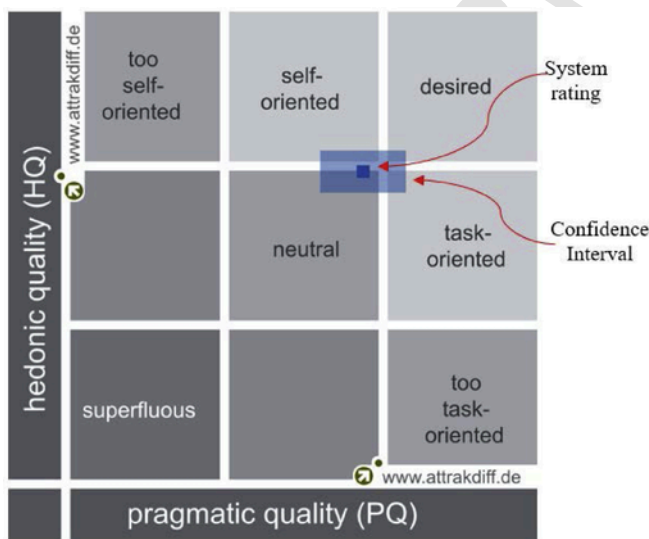 too
self-
oriented
self-
oriented
desired
System
rating
www.attrakdiff.de
hedonic quality (HQ)
neutral
task-
oriented
Confidence
Interval
superfluous
too
task-
oriented
www.attrakdiff.de
pragmatic quality (PQ)